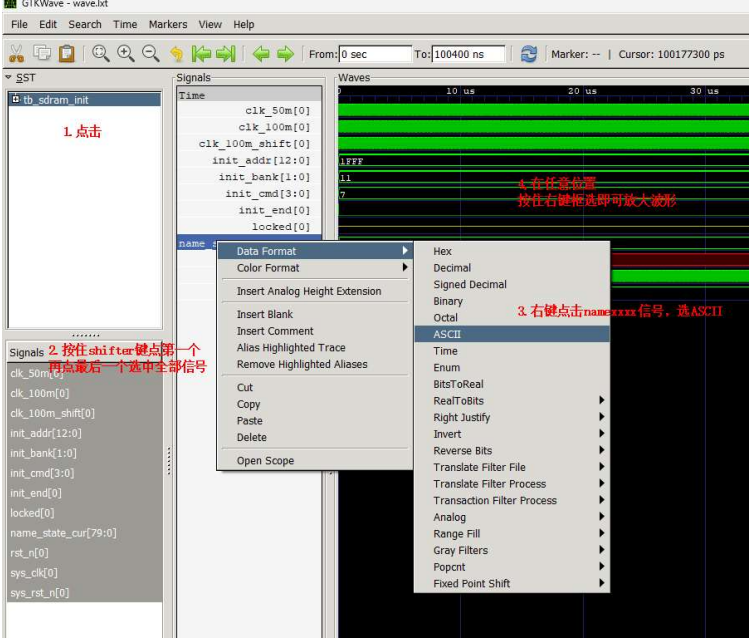 GTKWave - wave.lxt
File Edit Search Time Markers View Help
From: 0 sec To: 100400 ns Marker: -- | Cursor: 100177300 ps
SST
tb_sdram_init
1.点击
Signals
Time
clk_50m[0]
clk_100m[0]
clk_100m_shift[0]
init_addr[12:0]
init_bank[1:0]
init_cmd[3:0]
init_end[0]
locked[0]
name_s
Waves
10 us 20 us 30 us
1FFF
11
7
4.在任意位置
按住右键框选即可放大波形
Data Format
Color Format
Insert Analog Height Extension
Insert Blank
Insert Comment
Alias Highlighted Trace
Remove Highlighted Aliases
Cut
Copy
Paste
Delete
Open Scope
Hex
Decimal
Signed Decimal
Binary
Octal
ASCII
Time
Enum
BitsToReal
RealToBits
Right Justify
Invert
Reverse Bits
Translate Filter File
Translate Filter Process
Transaction Filter Process
Analog
Range Fill
Gray Filters
Popcnt
Fixed Point Shift
3.右键点击namexxxx信号，选ASCII
Signals
2.按住shifter键点第一个
再点最后一个选中全部信号
clk_50m[0]
clk_100m[0]
clk_100m_shift[0]
init_addr[12:0]
init_bank[1:0]
init_cmd[3:0]
init_end[0]
locked[0]
name_state_cur[79:0]
rst_n[0]
sys_clk[0]
sys_rst_n[0]